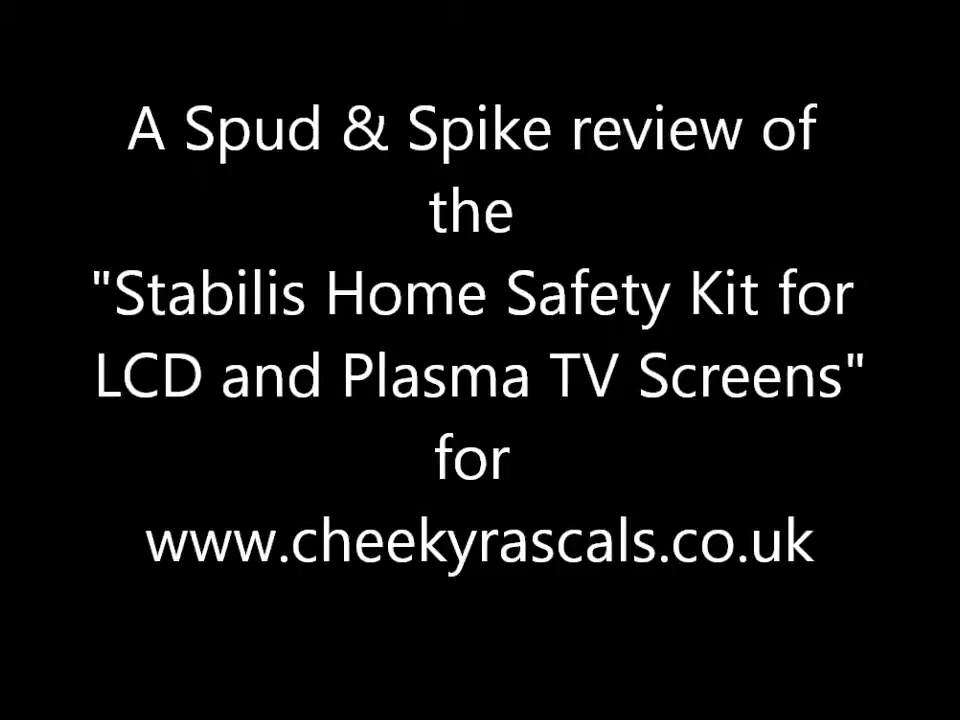 A Spud & Spike review of
the
"Stabilis Home Safety Kit for
LCD and Plasma TV Screens"
for
www.cheekyrascals.co.uk